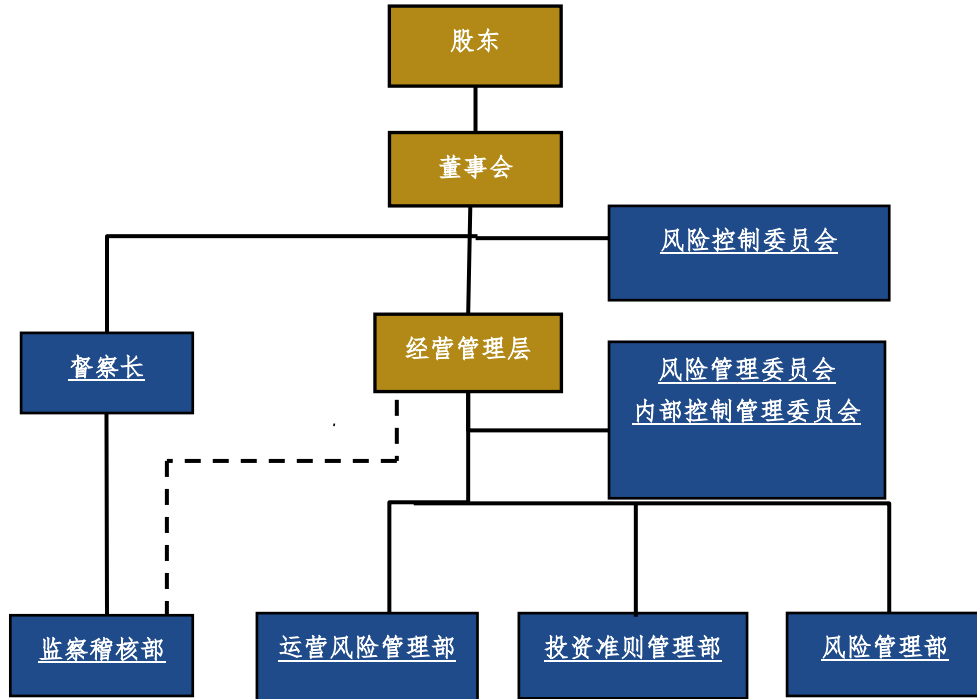 股东
董事会
风险控制委员会
督察长
经营管理层
风险管理委员会
内部控制管理委员会
监察稽核部
运营风险管理部
投资准则管理部
风险管理部